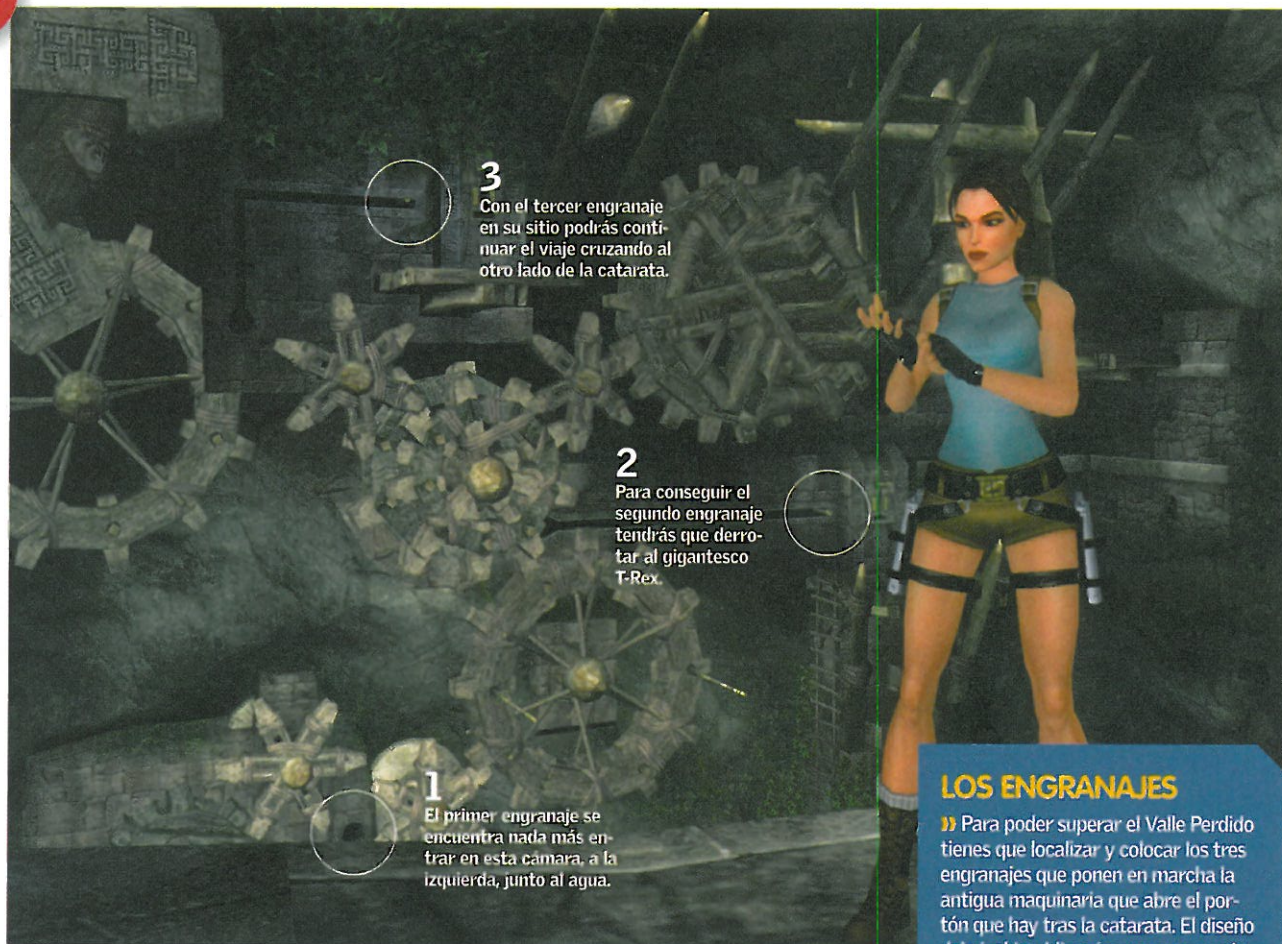 3
Con el tercer engranaje
en su sitio podrás conti-
nuar el viaje cruzando al
otro lado de la catarata.
2
Para conseguir el
segundo engranaje
tendrás que derro-
tar al gigantesco
T-Rex.
1
El primer engranaje se
encuentra nada más en-
trar en esta cámara, a la
izquierda, junto al agua.
LOS ENGRANAJES
Para poder superar el Valle Perdido
tienes que localizar y colocar los tres
engranajes que ponen en marcha la
antigua maquinaria que abre el por-
tón que hay tras la catarata. El diseño